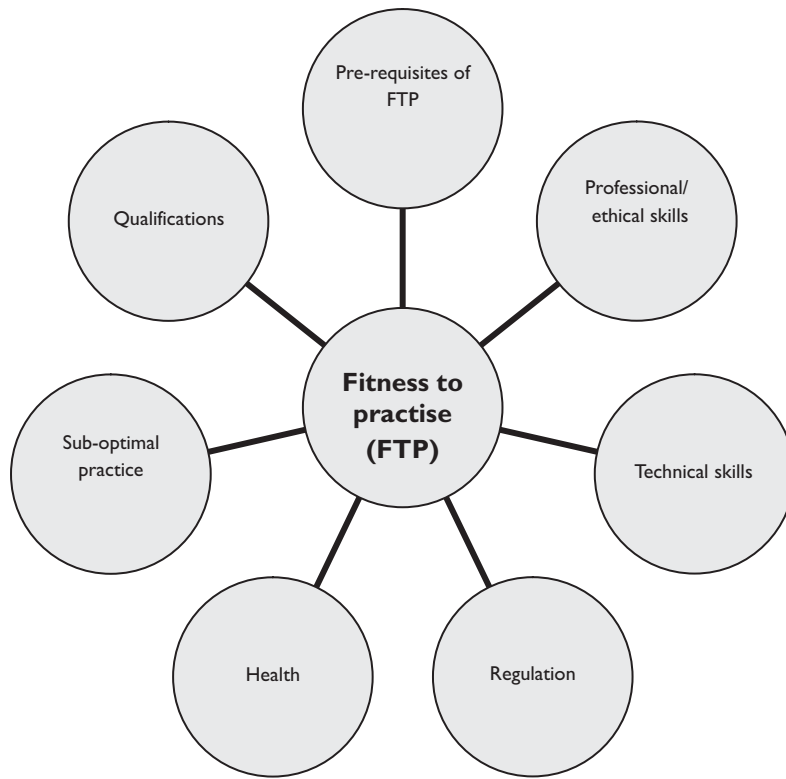 Pre-requisites of
FTP
Professional/
ethical skills
Qualifications
Fitness to
practise
(FTP)
Sub-optimal
practice
Technical skills
Health
Regulation